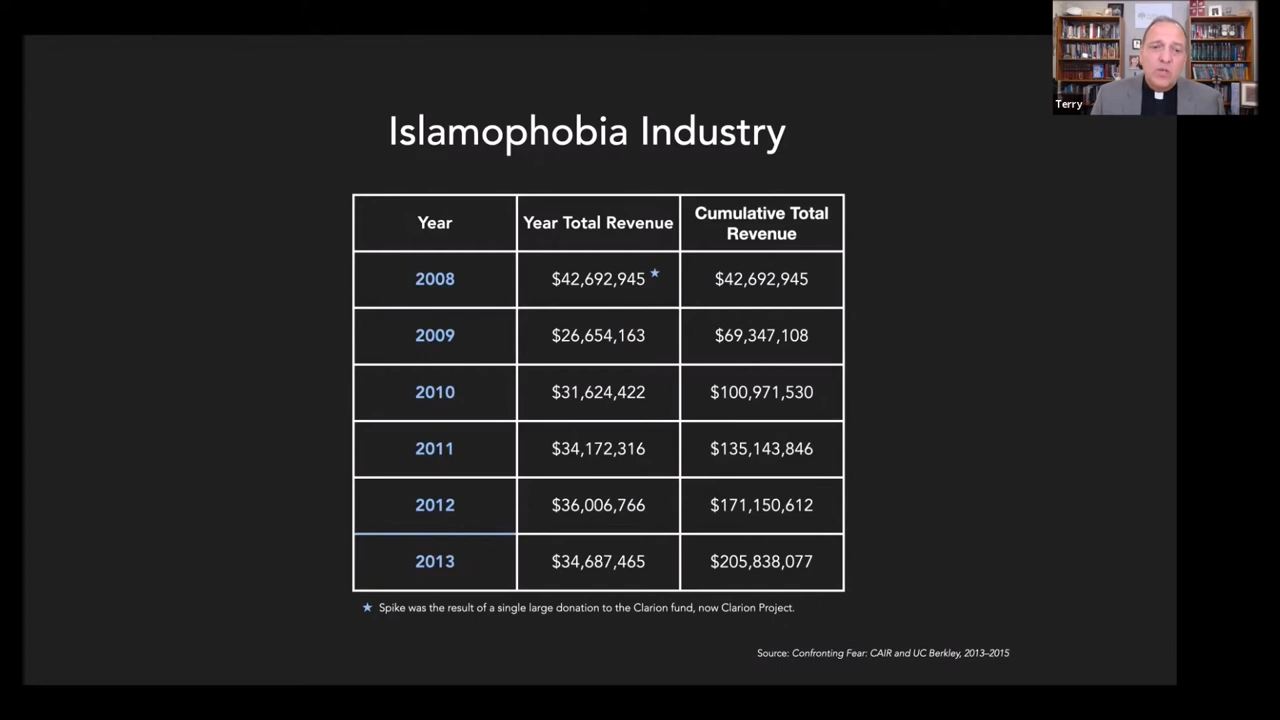 Terry
Islamophobia Industry
Year Year Total Revenue Cumulative Total Revenue
2008 $42,692,945 ★ $42,692,945
2009 $26,654,163 $69,347,108
2010 $31,624,422 $100,971,530
2011 $34,172,316 $135,143,846
2012 $36,006,766 $171,150,612
2013 $34,687,465 $205,838,077
★ Spike was the result of a single large donation to the Clarion fund, now Clarion Project.
Source: Confronting Fear: CAIR and UC Berkley, 2013–2015